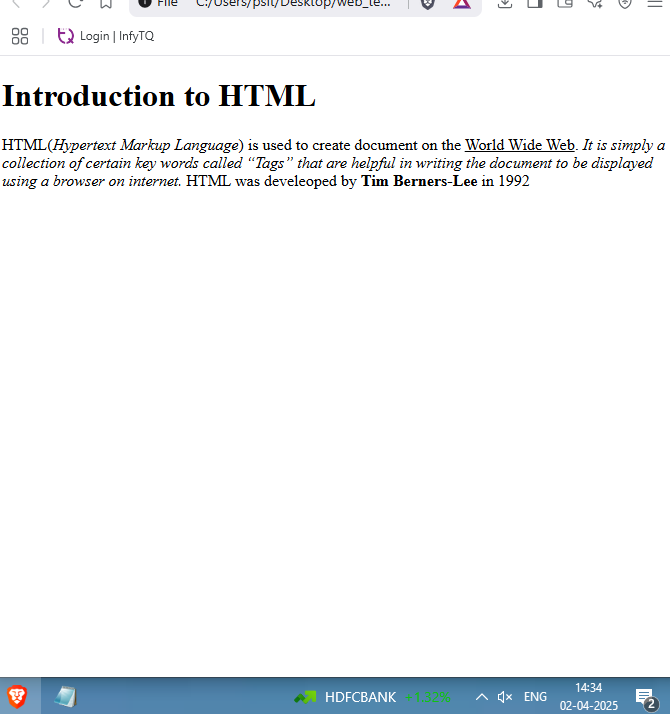 File C:/Users/psit/Desktop/web_te...
Login | InfyTQ
Introduction to HTML
HTML(Hypertext Markup Language) is used to create document on the World Wide Web. It is simply a
collection of certain key words called “Tags” that are helpful in writing the document to be displayed
using a browser on internet. HTML was develeoped by Tim Berners-Lee in 1992
HDFCBANK
ENG
14:34
02-04-2025
2